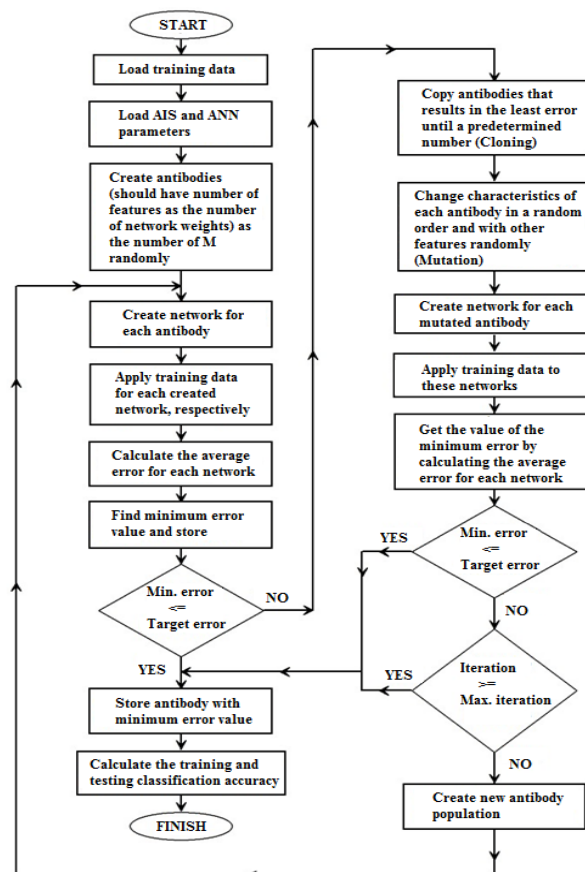 START
Load training data
Load AIS and ANN
parameters
Create antibodies
(should have number of
features as the number
of network weights) as
the number of M
randomly
Create network for
each antibody
Apply training data
for each created
network, respectively
Calculate the average
error for each network
Find minimum error
value and store
Min. error
<=
Target error
NO
YES
Store antibody with
minimum error value
Calculate the training and
testing classification accuracy
FINISH
Copy antibodies that
results in the least error
until a predetermined
number (Cloning)
Change characteristics of
each antibody in a random
order and with other
features randomly
(Mutation)
Create network for each
mutated antibody
Apply training data to
these networks
Get the value of the
minimum error by
calculating the average
error for each network
YES
Min. error
<=
Target error
NO
YES
Iteration
>=
Max. iteration
NO
Create new antibody
population